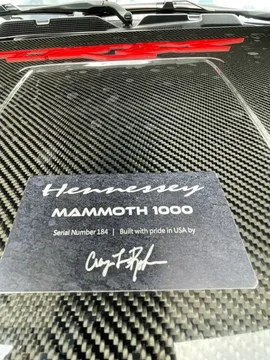 Hennessey
MAMMOTH 1000
Serial Number 184 | Built with pride in USA by